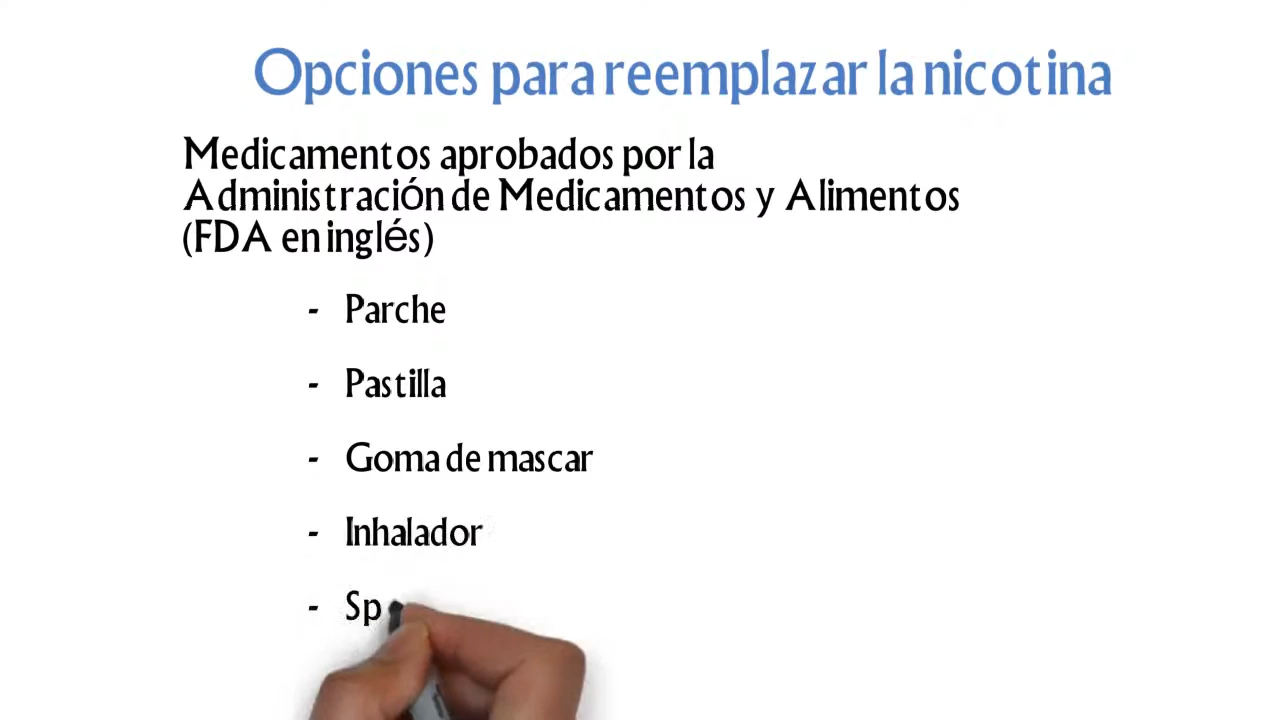 Opciones para reemplazar la nicotina
Medicamentos aprobados por la
Administración de Medicamentos y Alimentos
(FDA en inglés)
- Parche
- Pastilla
- Goma de mascar
- Inhalador
- Sp